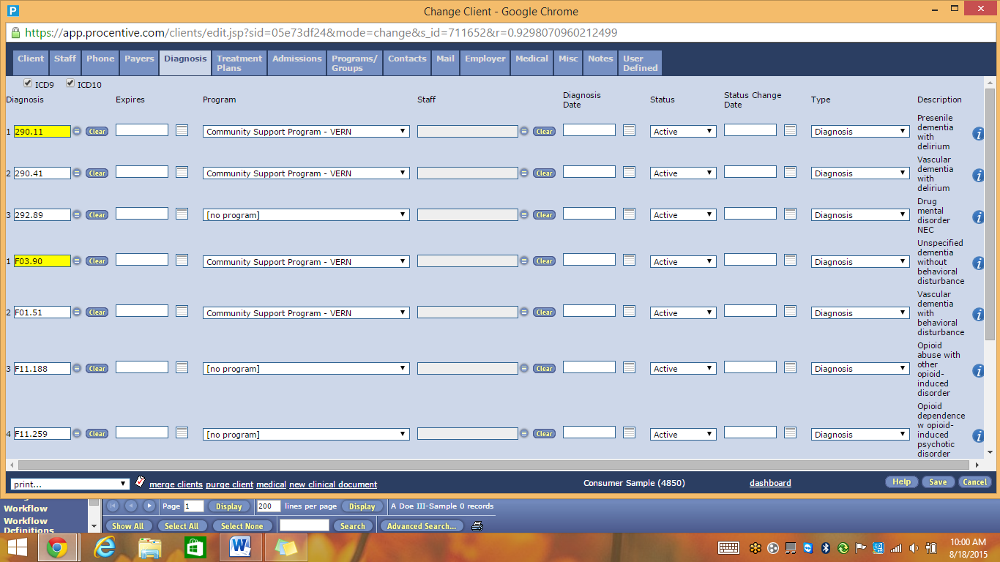 Change Client - Google Chrome
https://app.procentive.com/clients/edit.jsp?sid=05e73df24&mode=change&s_id=711652&r=0.9298070960212499
Client Staff Phone Payers Diagnosis Treatment Plans Admissions Programs/ Groups Contacts Mail Employer Medical Misc Notes User Defined
ICD9 ICD10
Diagnosis Expires Program Staff Diagnosis Date Status Status Change Date Type Description
1 290.11 Clear Community Support Program - VERN Clear Active Diagnosis Presenile dementia with delirium
2 290.41 Clear Community Support Program - VERN Clear Active Diagnosis Vascular dementia with delirium
3 292.89 Clear [no program] Clear Active Diagnosis Drug mental disorder NEC
1 F03.90 Clear Community Support Program - VERN Clear Active Diagnosis Unspecified dementia without behavioral disturbance
2 F01.51 Clear Community Support Program - VERN Clear Active Diagnosis Vascular dementia with behavioral disturbance
3 F11.188 Clear [no program] Clear Active Diagnosis Opioid abuse with other opioid-induced disorder
4 F11.259 Clear [no program] Clear Active Diagnosis Opioid dependence w opioid-induced psychotic disorder
print... merge clients purge client medical new clinical document Consumer Sample (4850) dashboard Help Save Cancel
Workflow
Workflow Definitions
Page 1 Display 200 lines per page Display A Doe III-Sample 0 records
Show All Select All Select None Search Advanced Search...
10:00 AM
8/18/2015